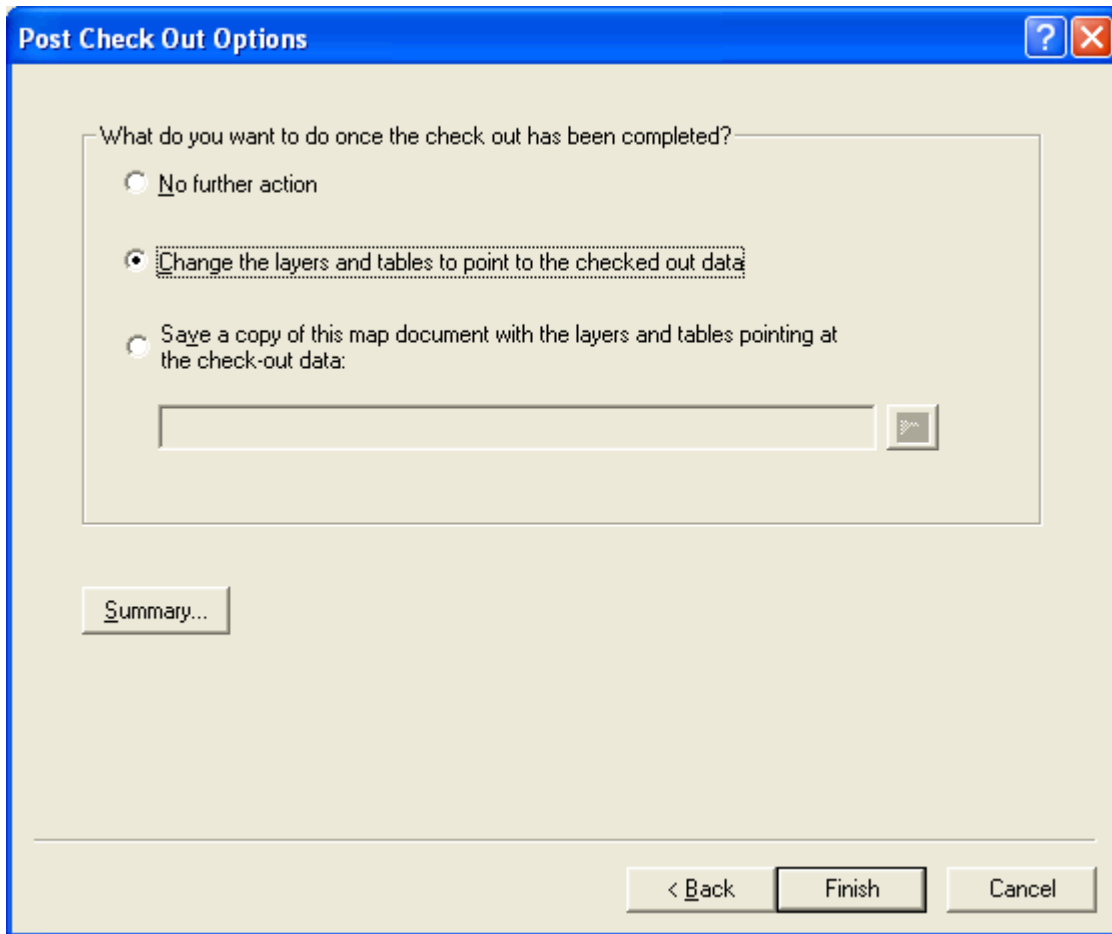 Post Check Out Options
What do you want to do once the check out has been completed?
No further action
Change the layers and tables to point to the checked out data
Save a copy of this map document with the layers and tables pointing at
the check-out data:
Summary...
< Back
Finish
Cancel